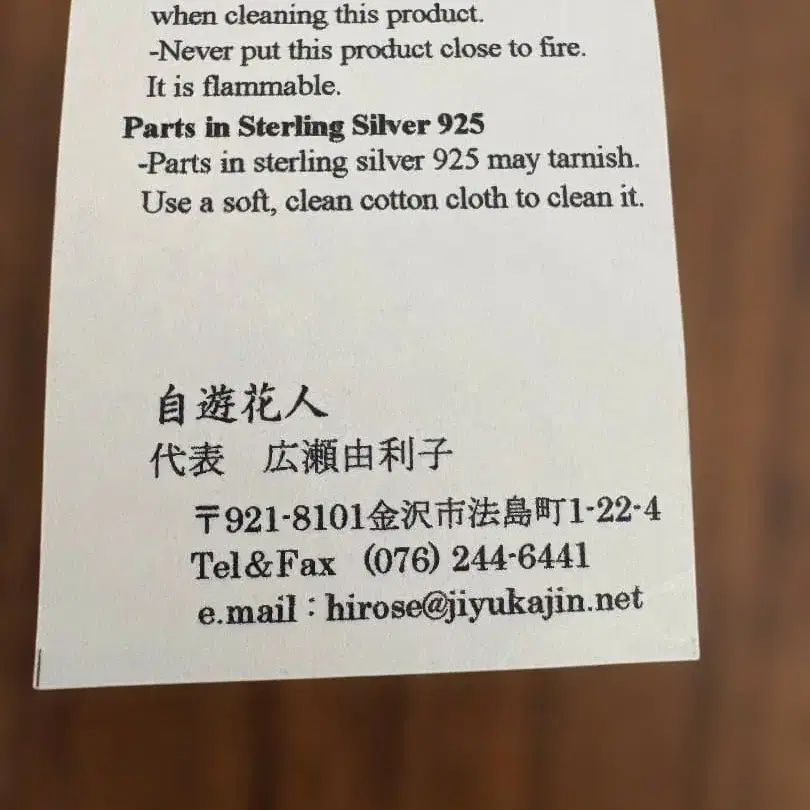 when cleaning this product.
-Never put this product close to fire.
It is flammable.
Parts in Sterling Silver 925
-Parts in sterling silver 925 may tarnish.
Use a soft, clean cotton cloth to clean it.
自遊花人
代表　広瀬由利子
〒921-8101金沢市法島町1-22-4
Tel&Fax (076) 244-6441
e.mail：hirose@jiyukajin.net